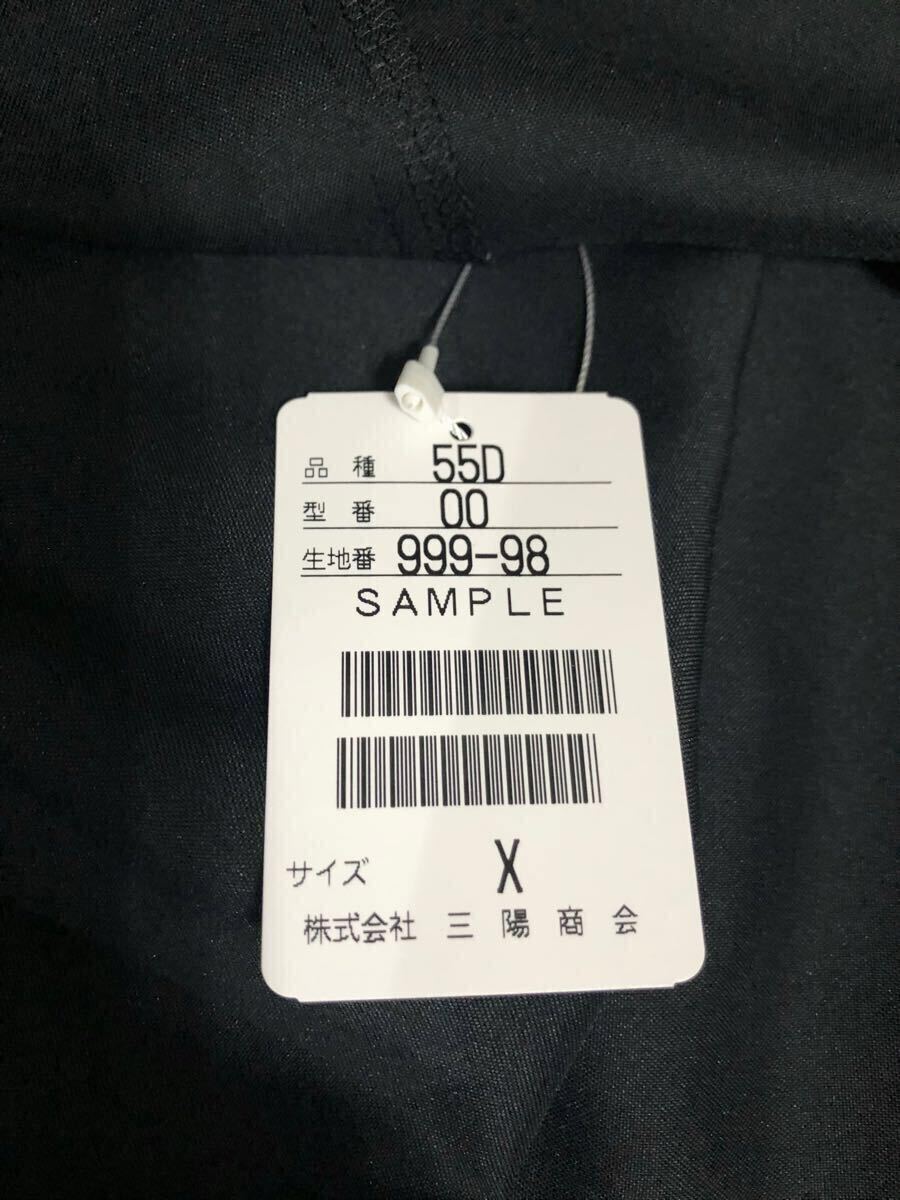 品種 55D
型番 00
生地番 999-98
SAMPLE
サイズ X
株式会社 三陽商会